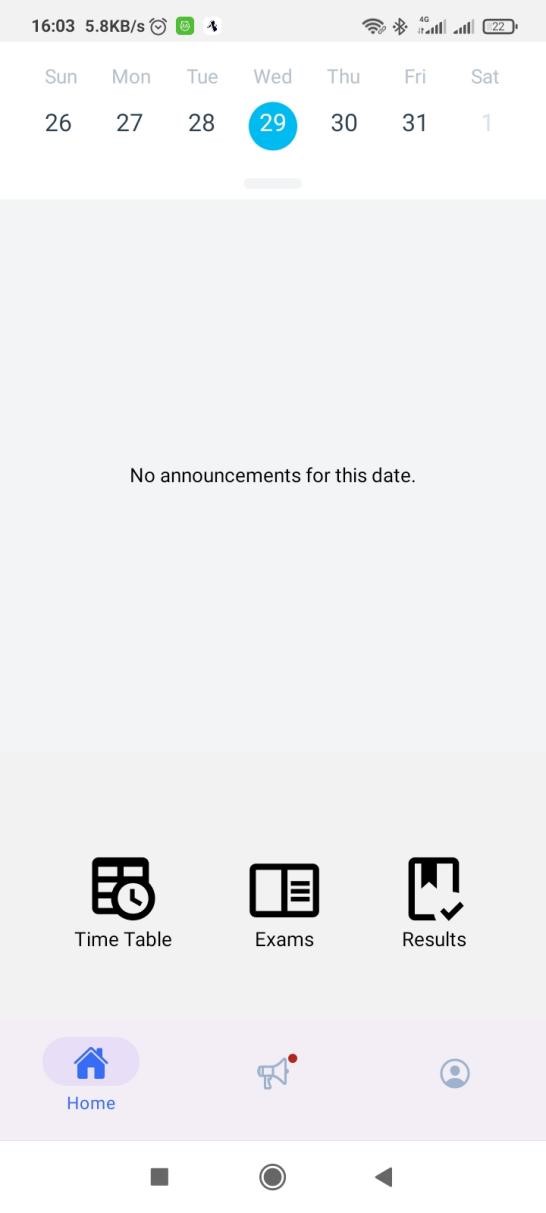 16:03 5.8KB/s 4G 22
Sun Mon Tue Wed Thu Fri Sat
26 27 28 29 30 31 1
No announcements for this date.
Time Table Exams Results
Home